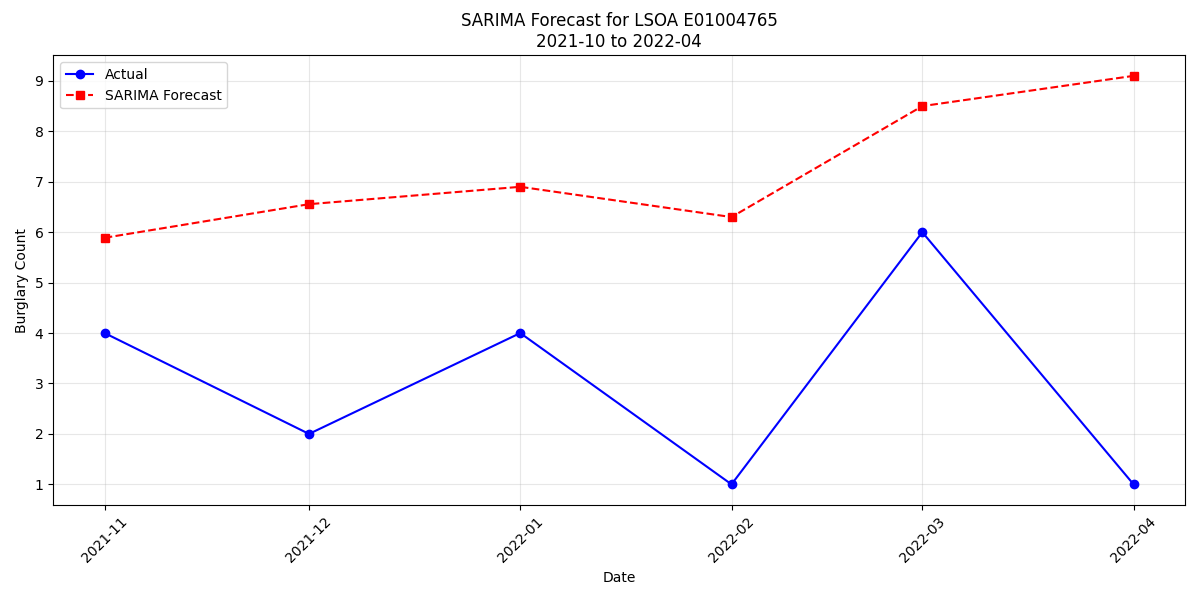 SARIMA Forecast for LSOA E01004765
2021-10 to 2022-04
Actual
SARIMA Forecast
Burglary Count
9
8
7
6
5
4
3
2
1
2021-11
2021-12
2022-01
2022-02
2022-03
2022-04
Date